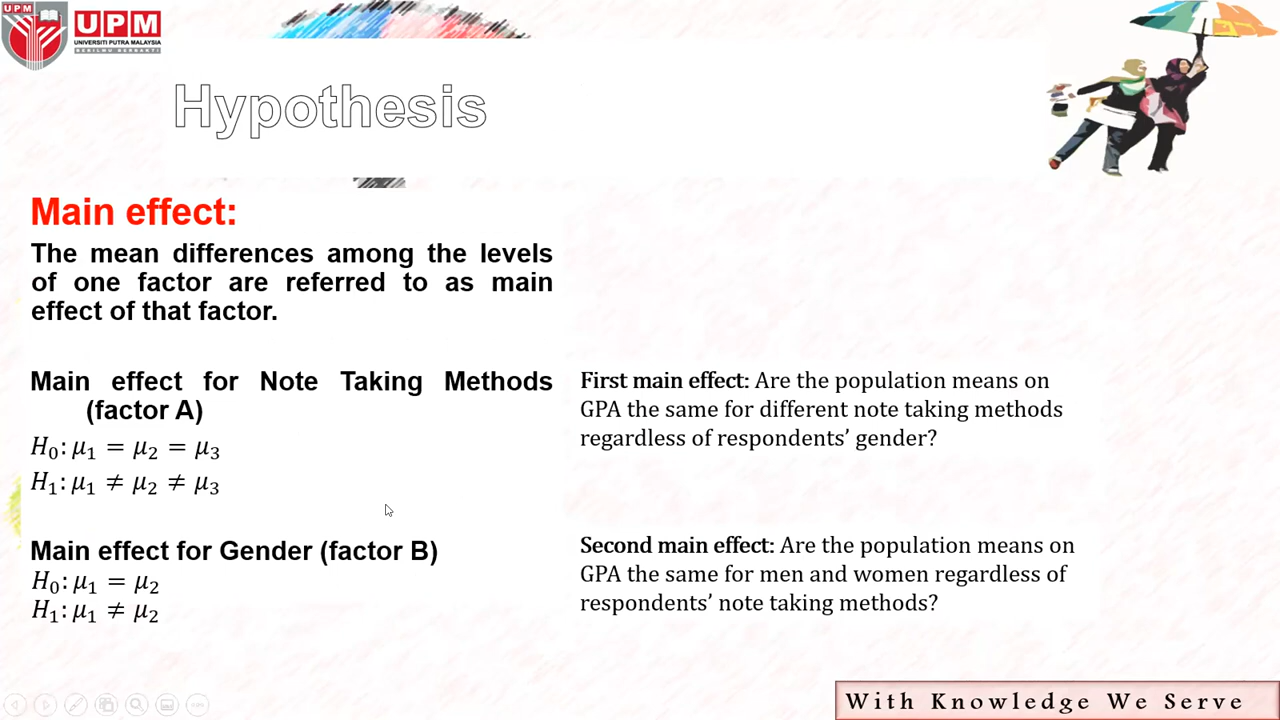 UPM
UPM
UNIVERSITI PUTRA MALAYSIA
BERILMU BERBAKTI
Hypothesis
Main effect:
The mean differences among the levels
of one factor are referred to as main
effect of that factor.
Main effect for Note Taking Methods
(factor A)
H₀: μ₁ = μ₂ = μ₃
H₁: μ₁ ≠ μ₂ ≠ μ₃
First main effect: Are the population means on
GPA the same for different note taking methods
regardless of respondents’ gender?
Main effect for Gender (factor B)
H₀: μ₁ = μ₂
H₁: μ₁ ≠ μ₂
Second main effect: Are the population means on
GPA the same for men and women regardless of
respondents’ note taking methods?
With Knowledge We Serve